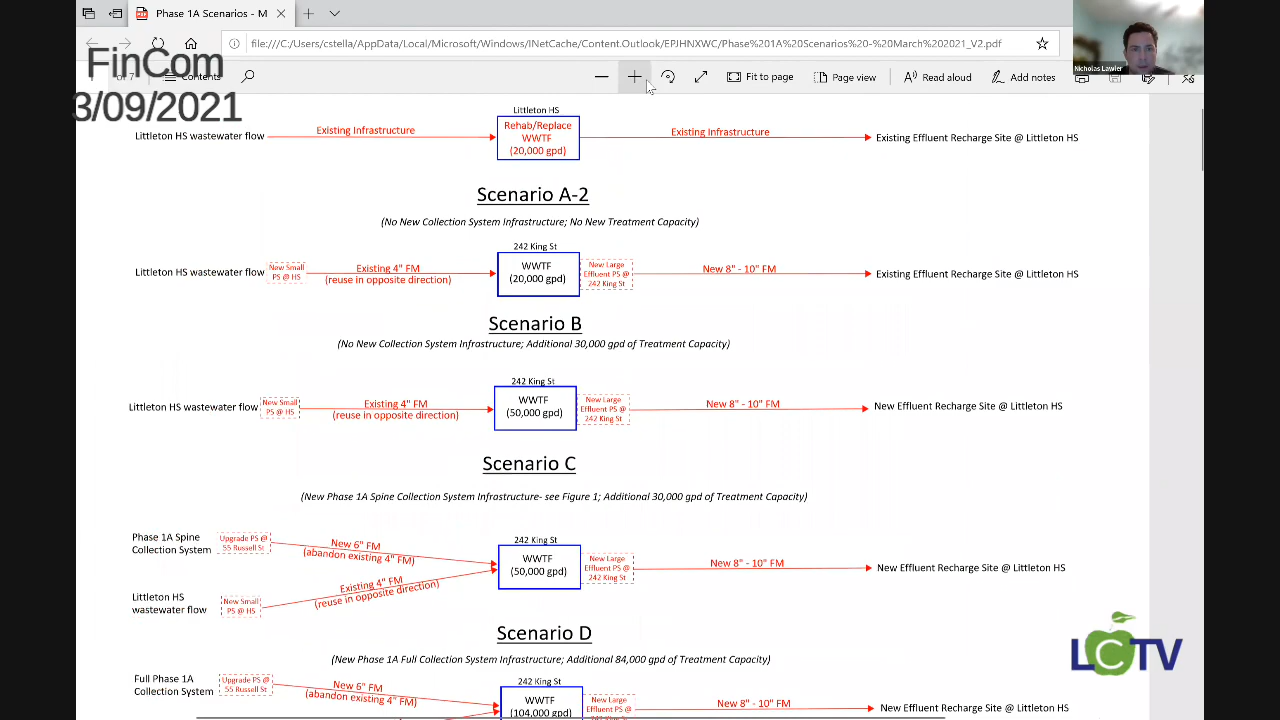 Phase 1A Scenarios - M
file:///C:/Users/cstella/AppData/Local/Microsoft/Windows/INetCache/Content.Outlook/EPJHNXWC/Phase%201A%20Scenarios%20-%20March%202021_V2.pdf
FinCom
3/09/2021
of 7
Contents
Fit to page
Page view
Read aloud
Add notes
Nicholas Lawler
Littleton HS
Littleton HS wastewater flow
Existing Infrastructure
Rehab/Replace
WWTF
(20,000 gpd)
Existing Infrastructure
Existing Effluent Recharge Site @ Littleton HS
Scenario A-2
(No New Collection System Infrastructure; No New Treatment Capacity)
242 King St
Littleton HS wastewater flow
New Small
PS @ HS
Existing 4" FM
(reuse in opposite direction)
WWTF
(20,000 gpd)
New Large
Effluent PS @
242 King St
New 8" - 10" FM
Existing Effluent Recharge Site @ Littleton HS
Scenario B
(No New Collection System Infrastructure; Additional 30,000 gpd of Treatment Capacity)
242 King St
Littleton HS wastewater flow
New Small
PS @ HS
Existing 4" FM
(reuse in opposite direction)
WWTF
(50,000 gpd)
New Large
Effluent PS @
242 King St
New 8" - 10" FM
New Effluent Recharge Site @ Littleton HS
Scenario C
(New Phase 1A Spine Collection System Infrastructure- see Figure 1; Additional 30,000 gpd of Treatment Capacity)
242 King St
Phase 1A Spine
Collection System
Upgrade PS @
55 Russell St
New 6" FM
(abandon existing 4" FM)
Littleton HS
wastewater flow
New Small
PS @ HS
Existing 4" FM
(reuse in opposite direction)
WWTF
(50,000 gpd)
New Large
Effluent PS @
242 King St
New 8" - 10" FM
New Effluent Recharge Site @ Littleton HS
Scenario D
(New Phase 1A Full Collection System Infrastructure; Additional 84,000 gpd of Treatment Capacity)
242 King St
Full Phase 1A
Collection System
Upgrade PS @
55 Russell St
New 6" FM
(abandon existing 4" FM)
WWTF
(104,000 gpd)
New Large
Effluent PS @
New 8" - 10" FM
New Effluent Recharge Site @ Littleton HS
LCTV